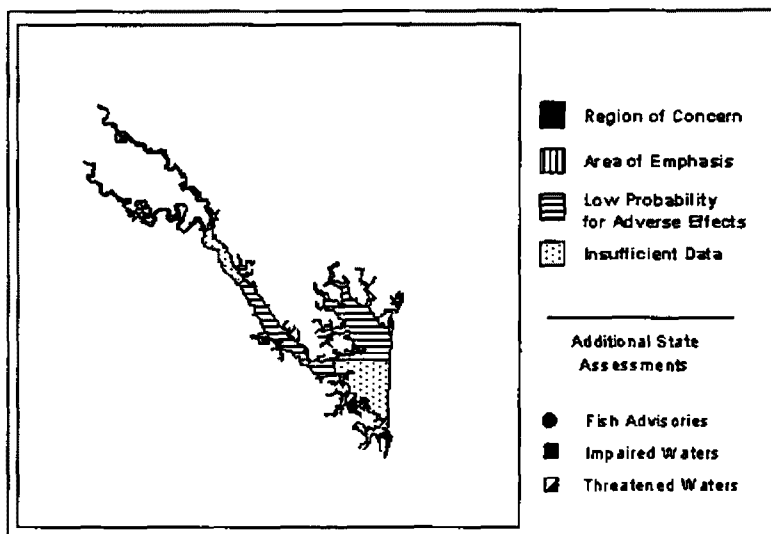 Region of Concern
Area of Emphasis
Low Probability
for Adverse Effects
Insufficient Data
Additional State
Assessments
Fish Advisories
Impaired Waters
Threatened Waters